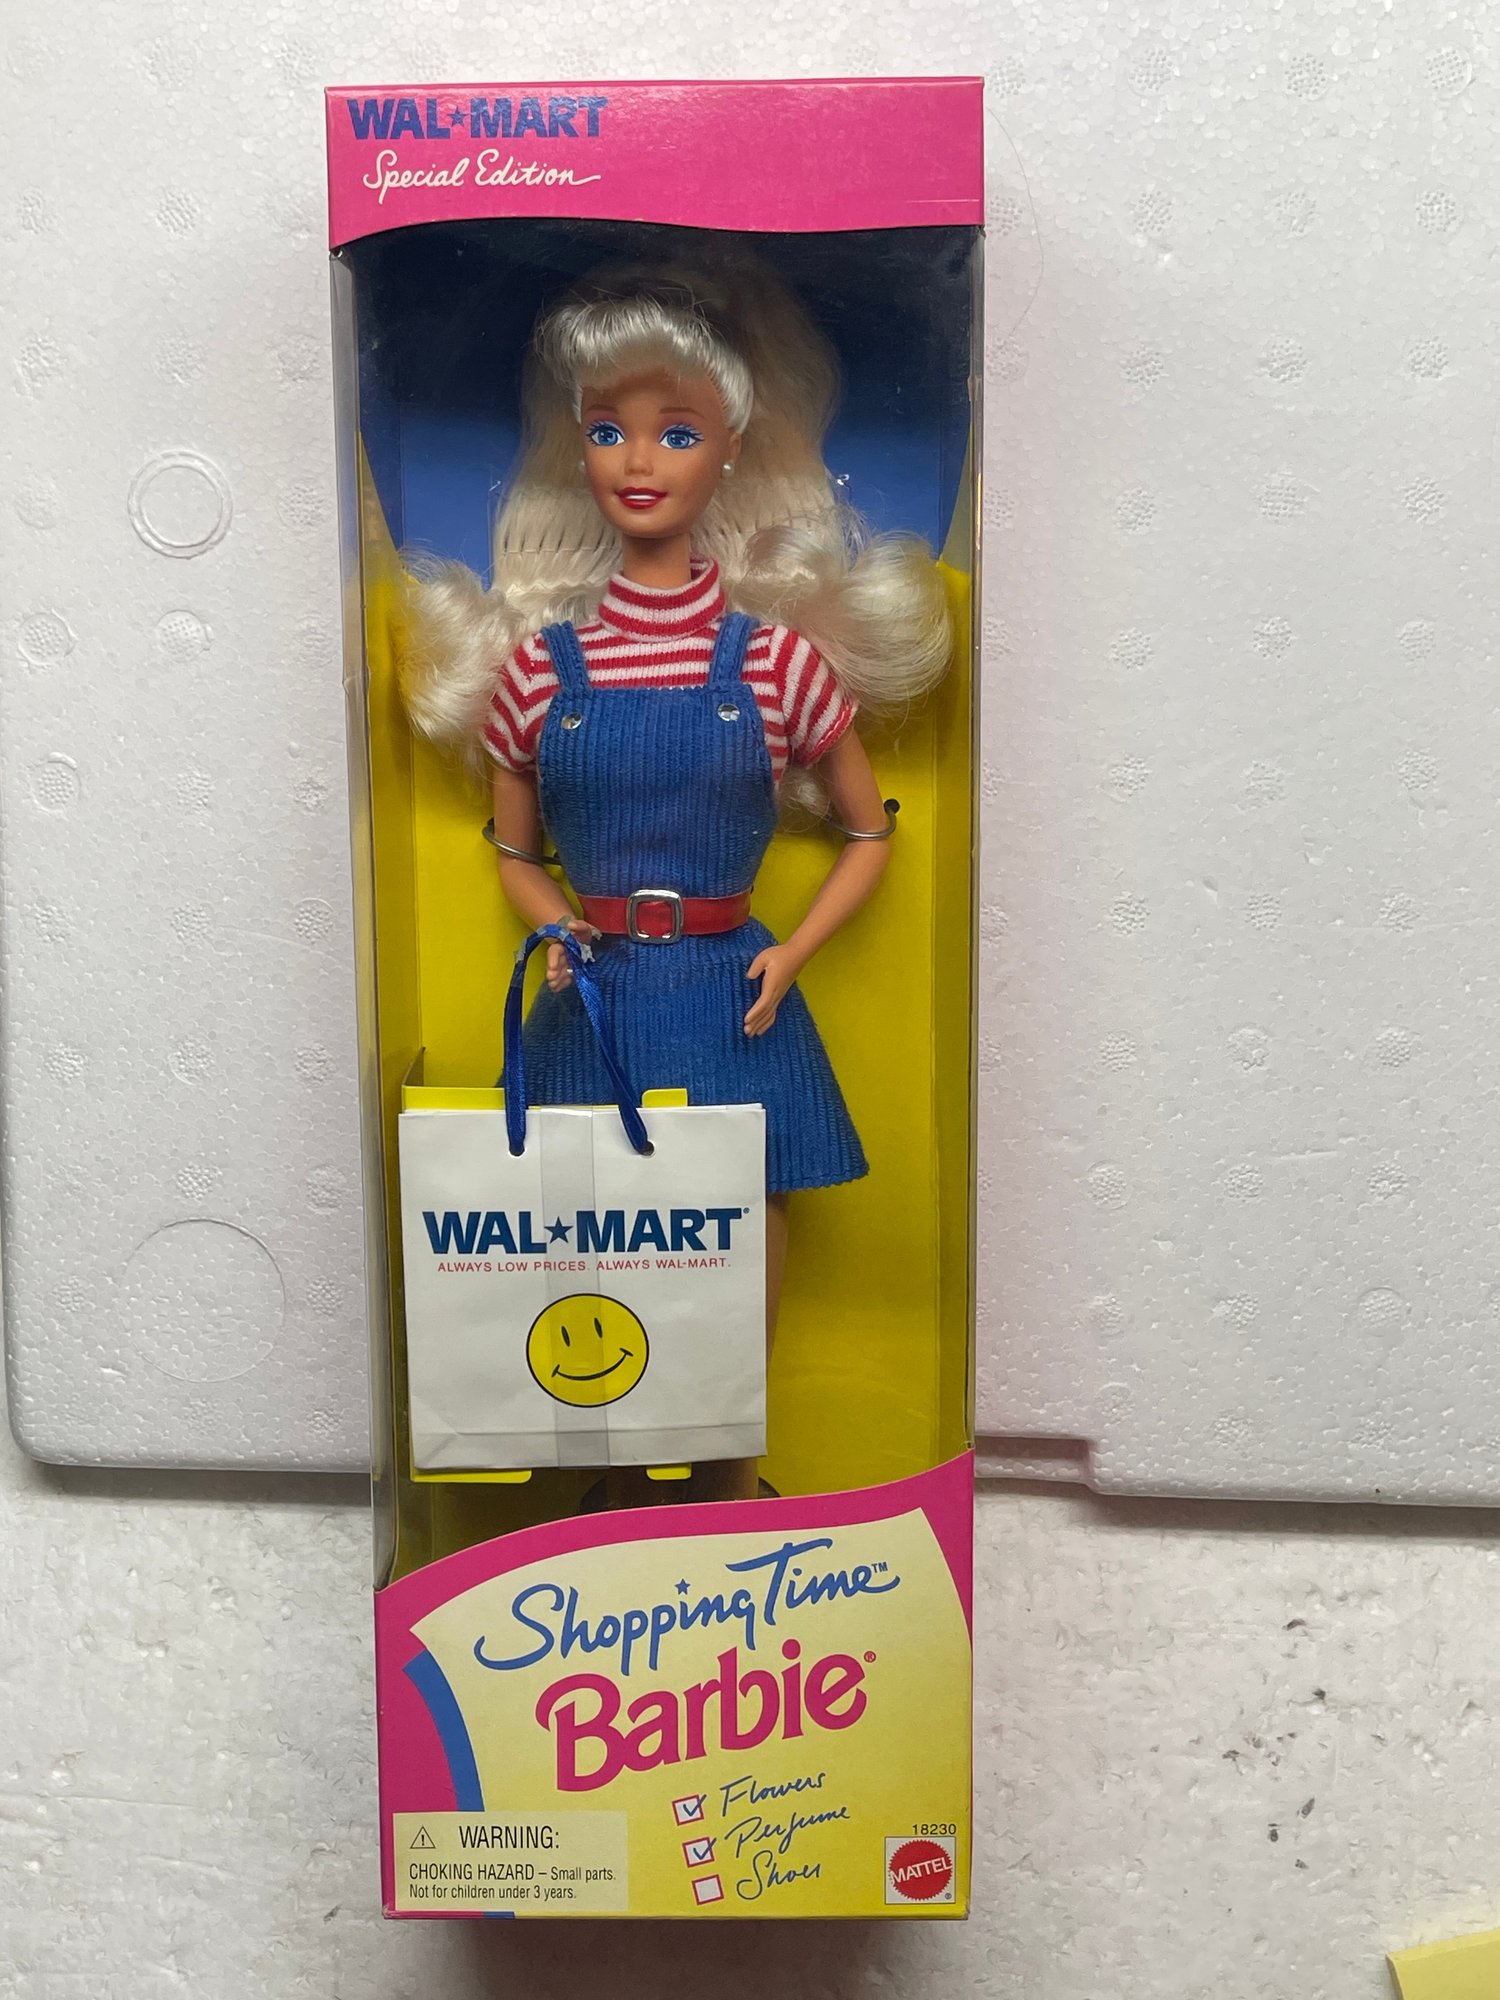 WAL★MART
Special Edition
WAL★MART®
ALWAYS LOW PRICES. ALWAYS WAL-MART.
Shopping Time™
Barbie®
Flowers
Perfume
Shoes
⚠ WARNING:
CHOKING HAZARD – Small parts.
Not for children under 3 years.
18230
MATTEL®